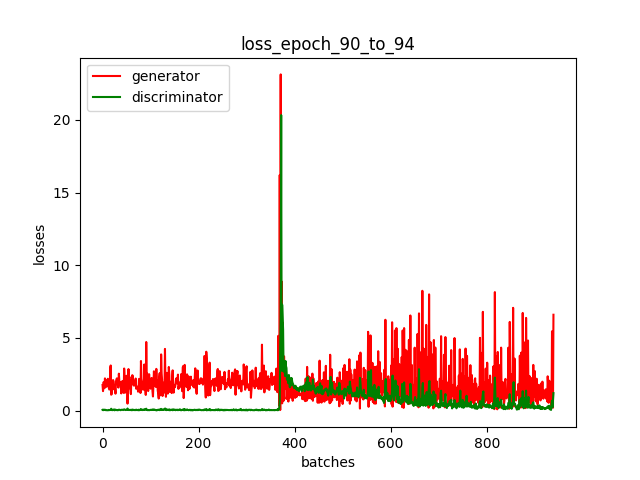 loss_epoch_90_to_94
generator
discriminator
20
15
10
5
0
losses
0 200 400 600 800
batches